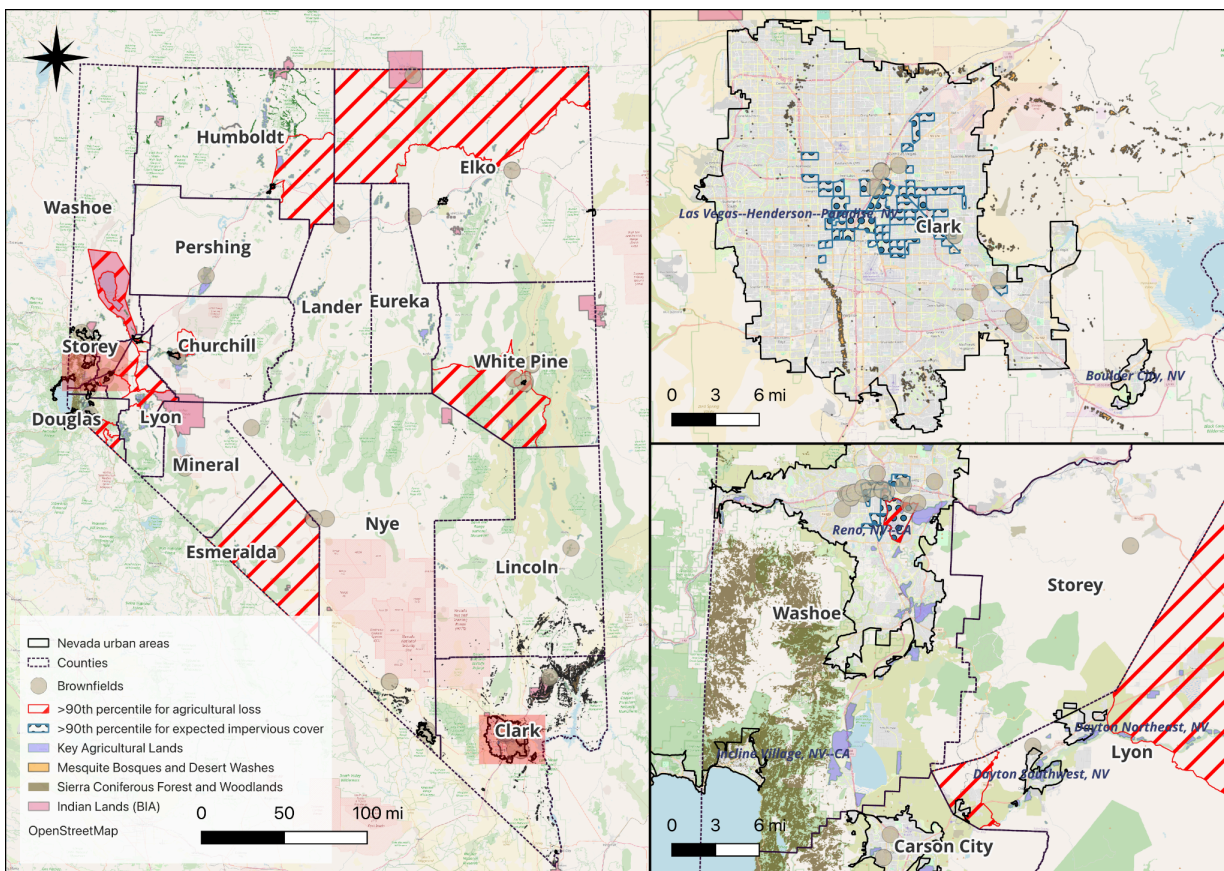 Humboldt
Elko
Washoe
Pershing
Lander
Eureka
Storey
Churchill
White Pine
Douglas
Lyon
Mineral
Nye
Esmeralda
Lincoln
Clark
Nevada urban areas
Counties
Brownfields
>90th percentile for agricultural loss
>90th percentile for expected impervious cover
Key Agricultural Lands
Mesquite Bosques and Desert Washes
Sierra Coniferous Forest and Woodlands
Indian Lands (BIA)
OpenStreetMap
0 50 100 mi
Las Vegas--Henderson--Paradise, NV
Clark
Boulder City, NV
0 3 6 mi
Reno, NV--CA
Storey
Washoe
Dayton Northeast, NV
Incline Village, NV--CA
Lyon
Dayton Southwest, NV
0 3 6 mi
Carson City